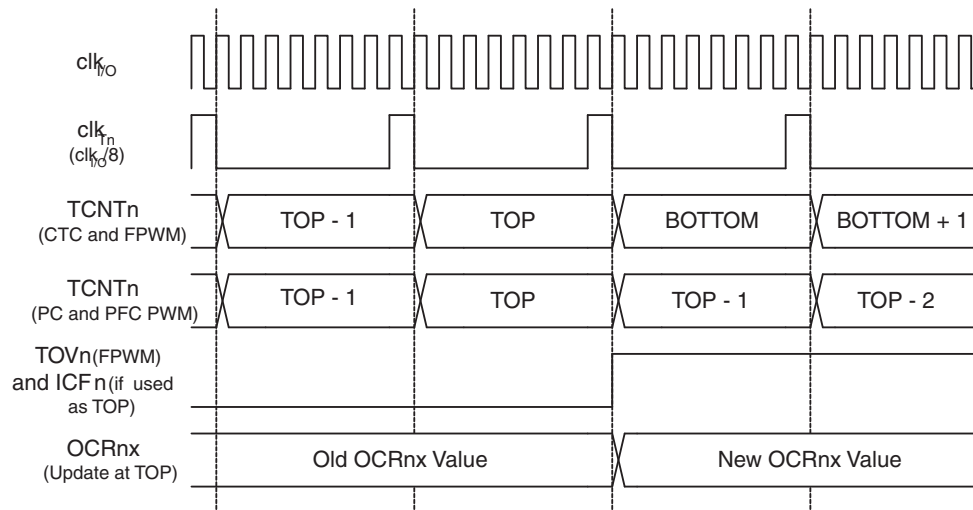 clkI/O
clkTn
(clkI/O/8)
TCNTn
(CTC and FPWM)
TOP - 1
TOP
BOTTOM
BOTTOM + 1
TCNTn
(PC and PFC PWM)
TOP - 1
TOP
TOP - 1
TOP - 2
TOVn (FPWM)
and ICFn (if used
as TOP)
OCRnx
(Update at TOP)
Old OCRnx Value
New OCRnx Value